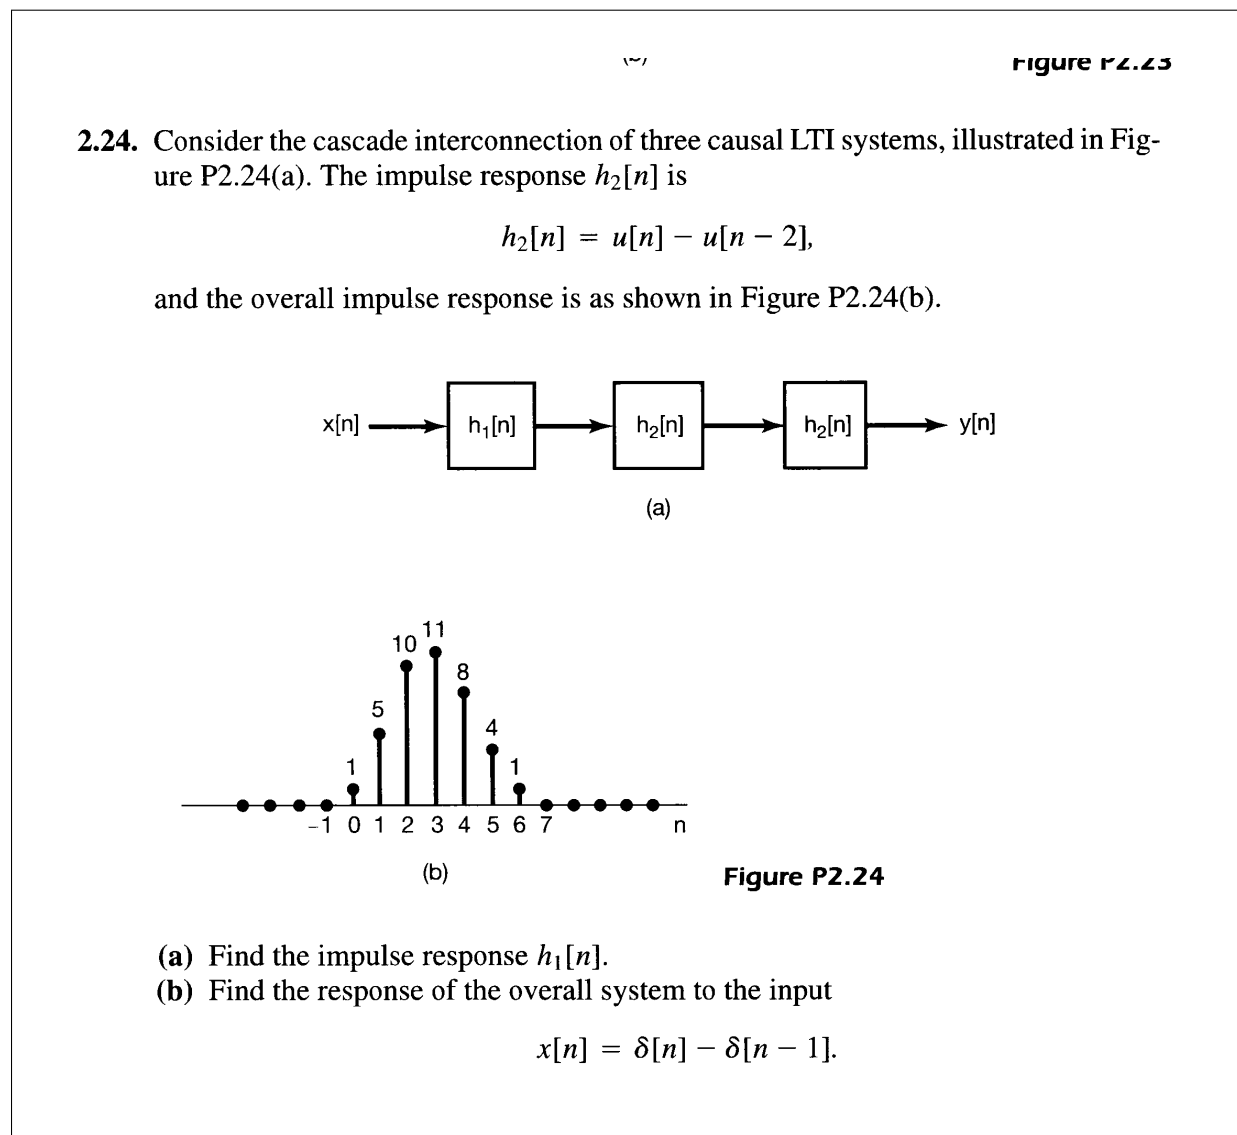 Figure P2.23
2.24. Consider the cascade interconnection of three causal LTI systems, illustrated in Fig-
ure P2.24(a). The impulse response h₂[n] is
h₂[n] = u[n] − u[n − 2],
and the overall impulse response is as shown in Figure P2.24(b).
x[n] h₁[n] h₂[n] h₂[n] y[n]
(a)
11
10
8
5
4
1 1
−1 0 1 2 3 4 5 6 7 n
(b) Figure P2.24
(a) Find the impulse response h₁[n].
(b) Find the response of the overall system to the input
x[n] = δ[n] − δ[n − 1].